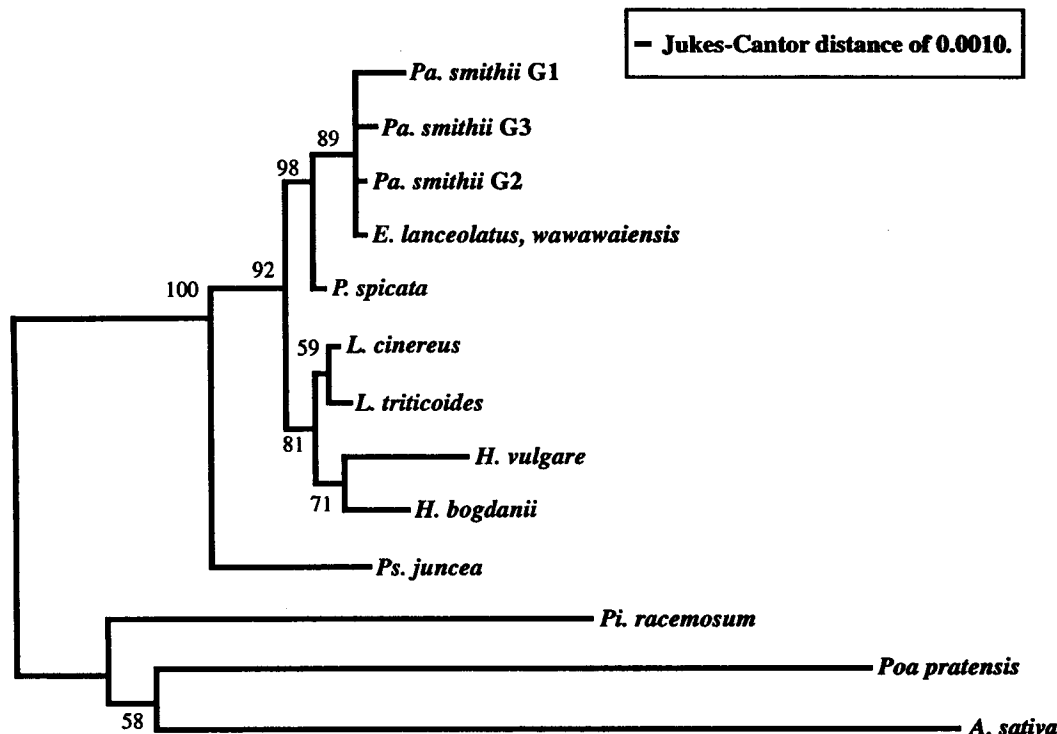 Jukes-Cantor distance of 0.0010.
Pa. smithii G1
Pa. smithii G3
89
98
Pa. smithii G2
E. lanceolatus, wawawaiensis
92
100
P. spicata
59
L. cinereus
L. triticoides
81
H. vulgare
71
H. bogdanii
Ps. juncea
Pi. racemosum
Poa pratensis
58
A. sativa